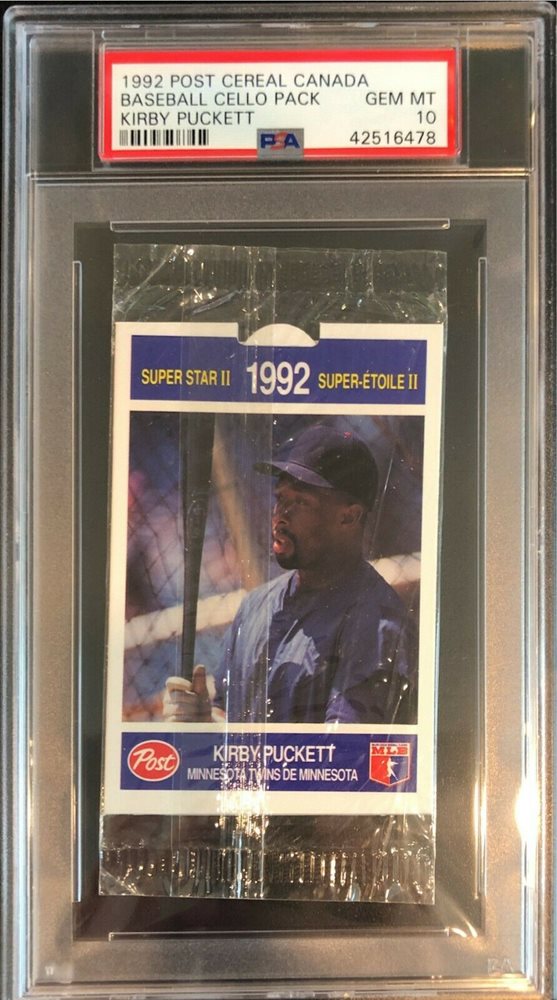 1992 POST CEREAL CANADA
BASEBALL CELLO PACK GEM MT
KIRBY PUCKETT 10
PSA 42516478
SUPER STAR II 1992 SUPER-ÉTOILE II
Post KIRBY PUCKETT MLB
MINNESOTA TWINS DE MINNESOTA